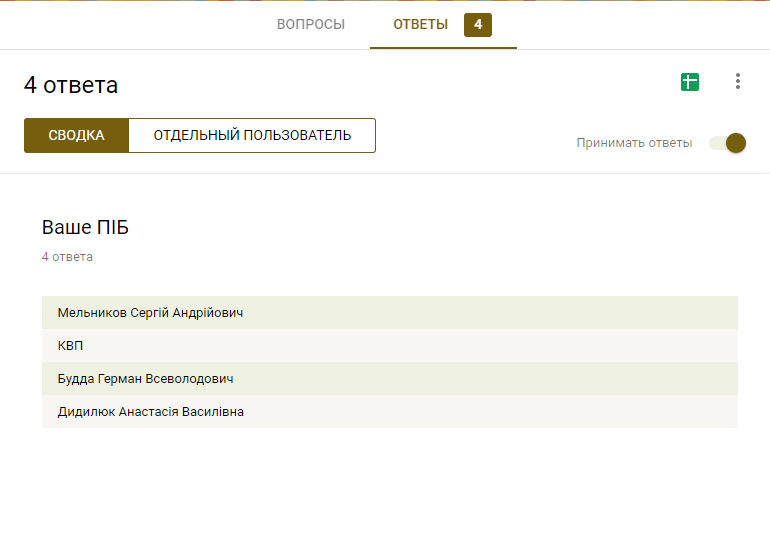 ВОПРОСЫ
ОТВЕТЫ 4
4 ответа
СВОДКА
ОТДЕЛЬНЫЙ ПОЛЬЗОВАТЕЛЬ
Принимать ответы
Ваше ПІБ
4 ответа
Мельников Сергій Андрійович
КВП
Будда Герман Всеволодович
Дидилюк Анастасія Василівна